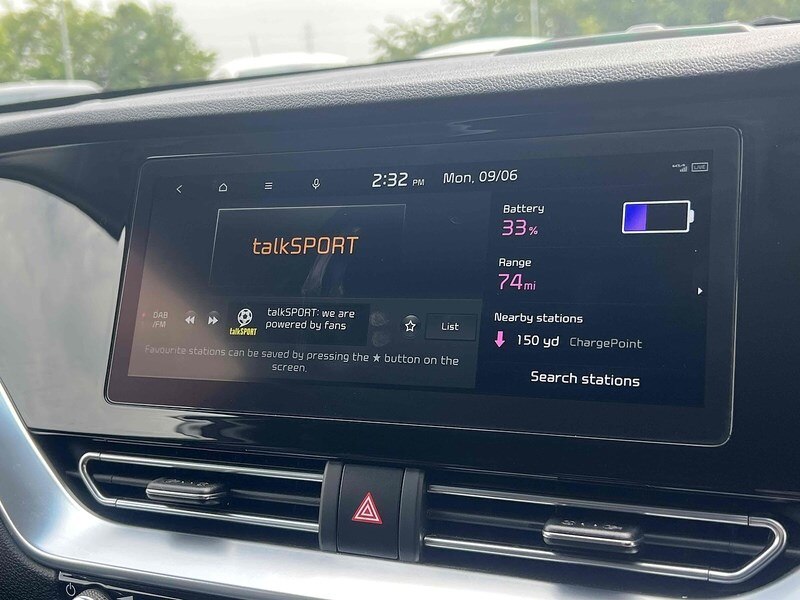 2:32 PM Mon, 09/06
LIVE
talkSPORT
DAB
/FM
talkSPORT
talkSPORT: we are
powered by fans
List
Favourite stations can be saved by pressing the ★ button on the
screen.
Battery
33%
Range
74mi
Nearby stations
150 yd ChargePoint
Search stations